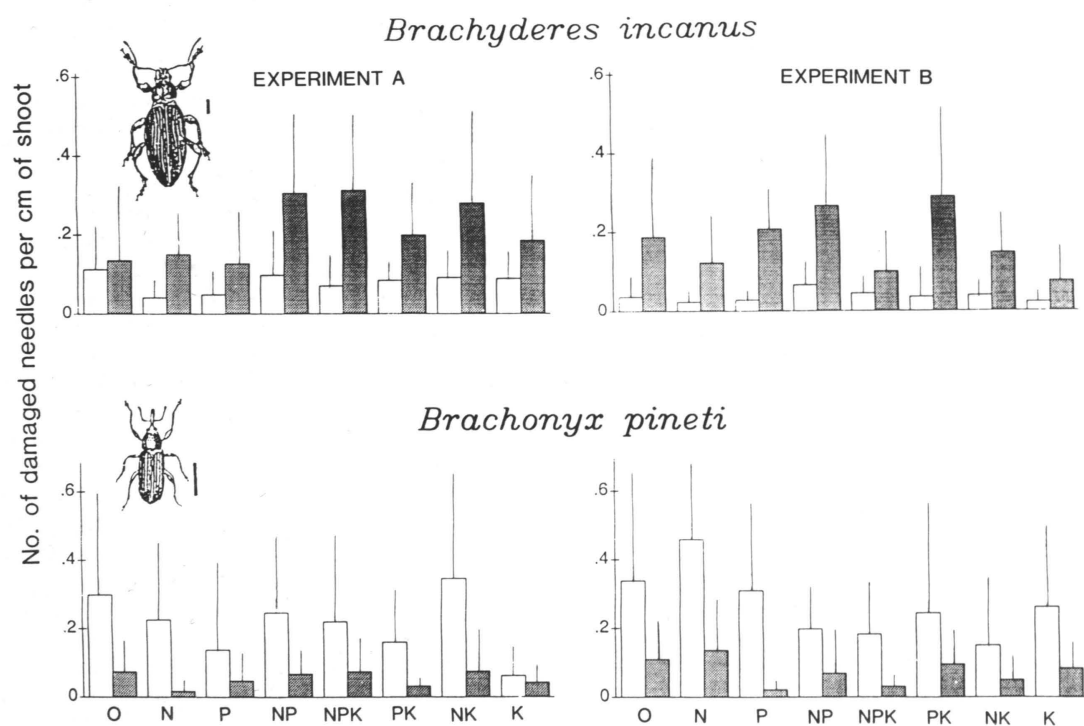 Brachyderes incanus
EXPERIMENT A
EXPERIMENT B
No. of damaged needles per cm of shoot
.6
.4
.2
0
.6
.4
.2
0
Brachonyx pineti
.6
.4
.2
0
.6
.4
.2
0
O N P NP NPK PK NK K
O N P NP NPK PK NK K